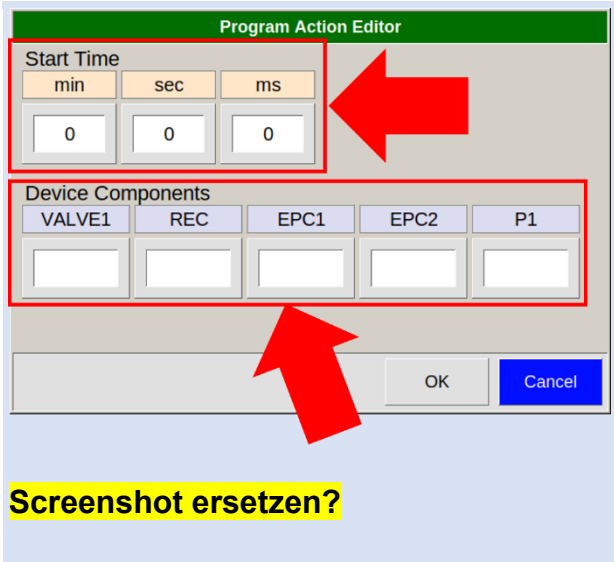 Program Action Editor
Start Time
min sec ms
0 0 0
Device Components
VALVE1 REC EPC1 EPC2 P1
OK Cancel
Screenshot ersetzen?